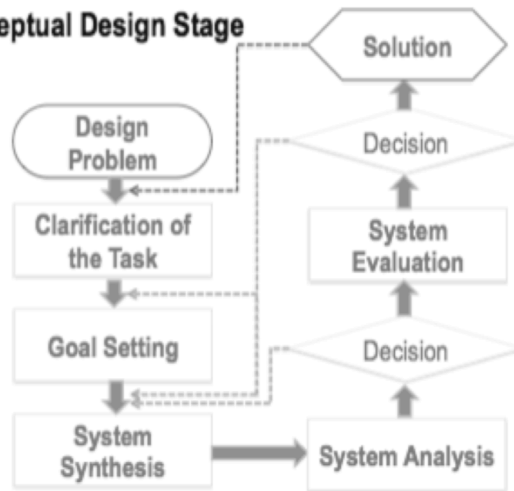 eptual Design Stage
Solution
Design
Problem
Decision
Clarification of
the Task
System
Evaluation
Goal Setting
Decision
System
Synthesis
System Analysis